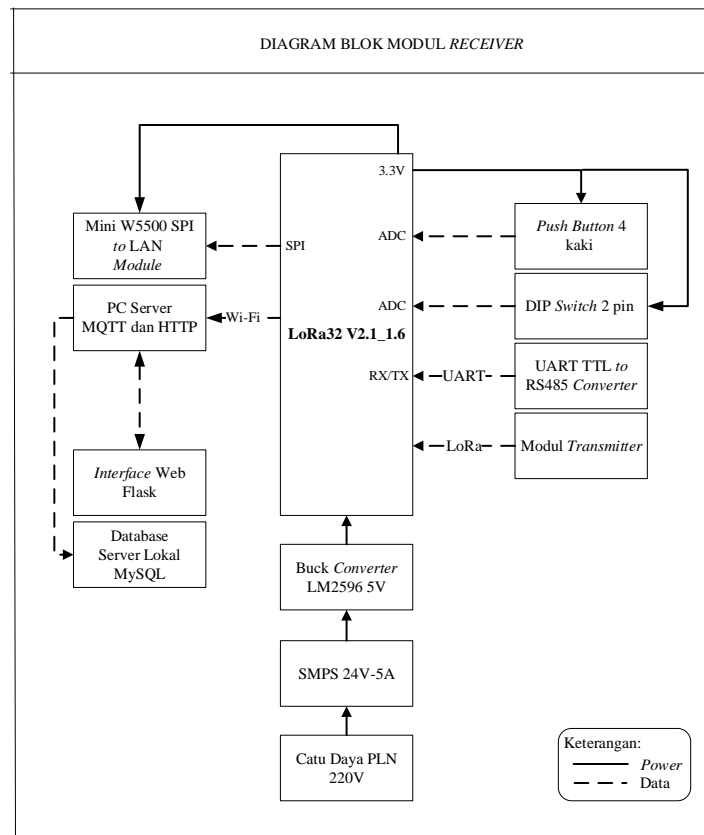 DIAGRAM BLOK MODUL RECEIVER
3.3V
Mini W5500 SPI
to LAN
Module
SPI
ADC
Push Button 4
kaki
PC Server
MQTT dan HTTP
Wi-Fi
ADC
DIP Switch 2 pin
LoRa32 V2.1_1.6
RX/TX
UART
UART TTL to
RS485 Converter
LoRa
Modul Transmitter
Interface Web
Flask
Database
Server Lokal
MySQL
Buck Converter
LM2596 5V
SMPS 24V-5A
Catu Daya PLN
220V
Keterangan:
Power
Data